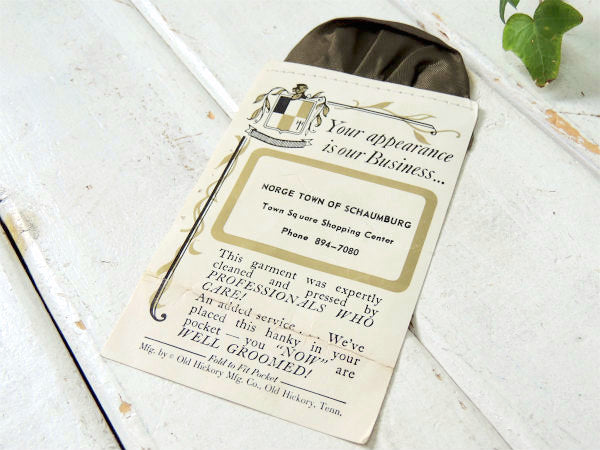 Your appearance
is our Business...
NORGE TOWN OF SCHAUMBURG
Town Square Shopping Center
Phone 894-7080
This garment was expertly
cleaned and pressed by
PROFESSIONALS WHO
CARE!
An added service.... We've
placed this hanky in your
pocket — you "NOW" are
WELL GROOMED!
Fold to Fit Pocket
Mfg. by © Old Hickory Mfg. Co., Old Hickory, Tenn.